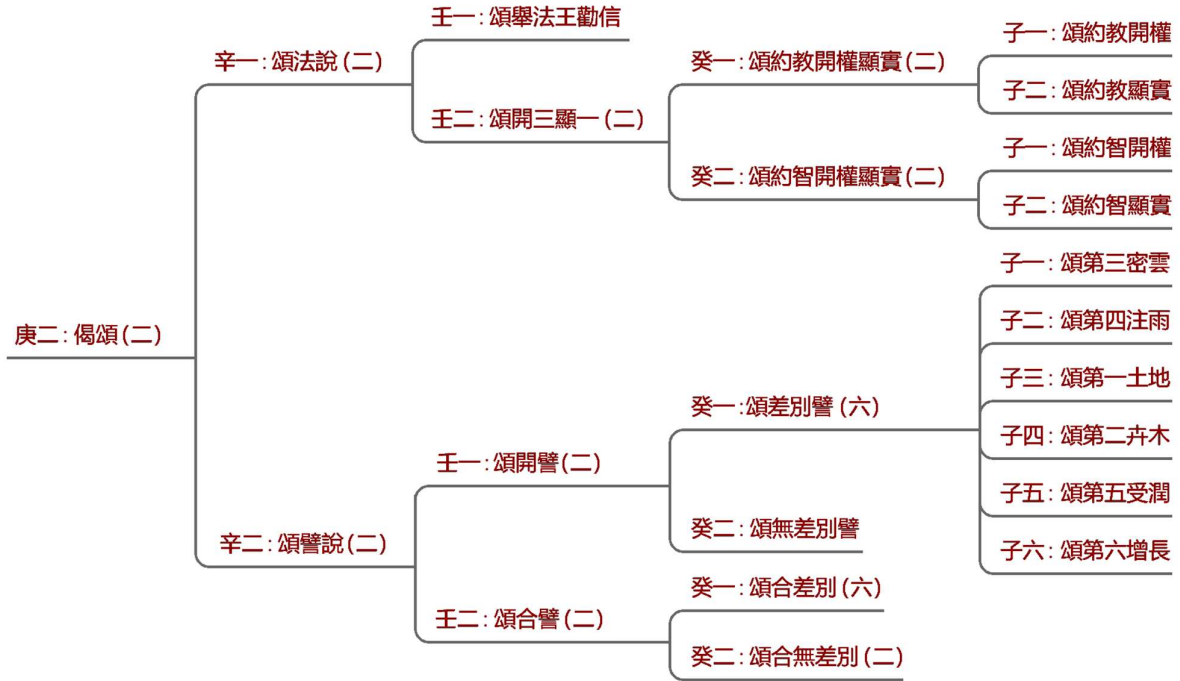 庚二：偈頌(二)
辛一：頌法說(二)
壬一：頌舉法王勸信
壬二：頌開三顯一(二)
癸一：頌約教開權顯實(二)
子一：頌約教開權
子二：頌約教顯實
癸二：頌約智開權顯實(二)
子一：頌約智開權
子二：頌約智顯實
辛二：頌譬說(二)
壬一：頌開譬(二)
癸一：頌差別譬(六)
子一：頌第三密雲
子二：頌第四注雨
子三：頌第一土地
子四：頌第二卉木
子五：頌第五受潤
子六：頌第六增長
癸二：頌無差別譬
壬二：頌合譬(二)
癸一：頌合差別(六)
癸二：頌合無差別(二)